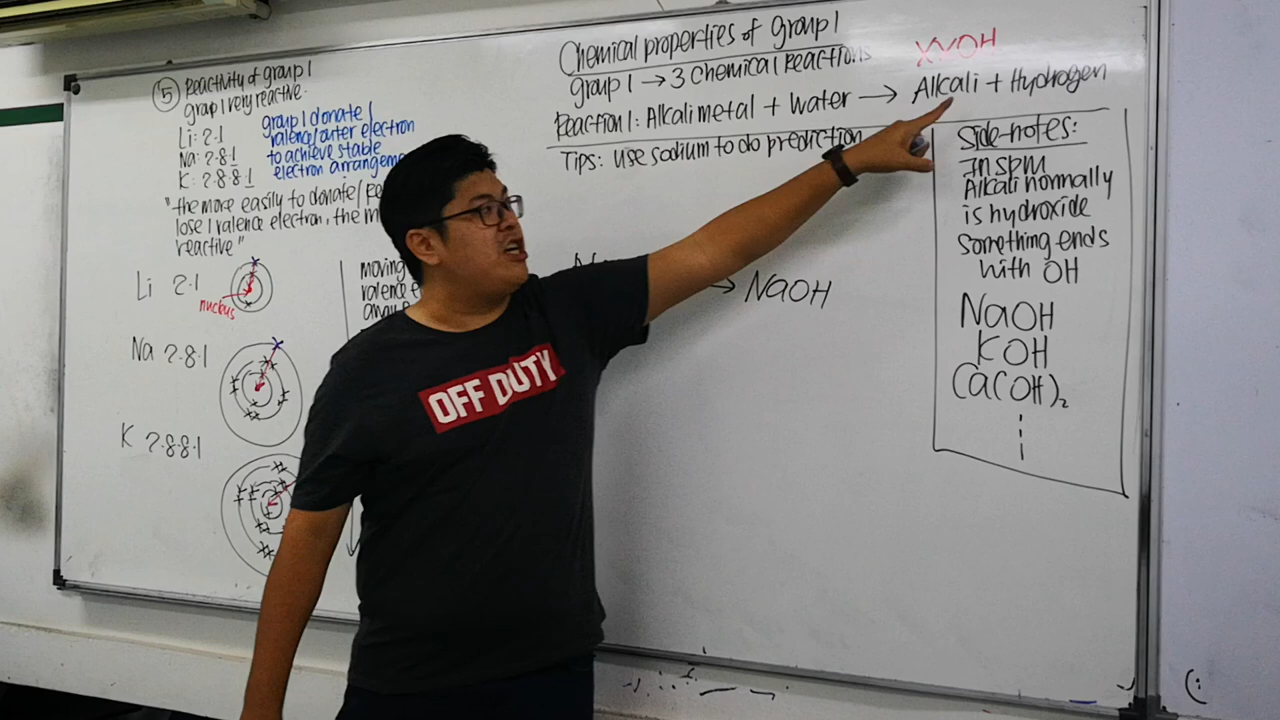 5 Reactivity of group 1
group 1 very reactive.
Li: 2·1
Na: 2·8·1
K: 2·8·8·1
group 1 donate 1
valence/outer electron
to achieve stable
electron
"the more easily to donate/
lose 1 valence electron, the
reactive"
Li 2·1
nucleus
Na 2·8·1
K 2·8·8·1
moving
valence
Chemical properties of Group 1
group 1 → 3 Chemical reactions
Reaction 1: Alkali metal + Water → Alkali + Hydrogen
XYOH
Tips: use sodium to do prediction
→ NaOH
Side-notes:
In spm
Alkali normally
is hydroxide
something ends
with OH
NaOH
KOH
Ca(OH)₂
OFF DUTY